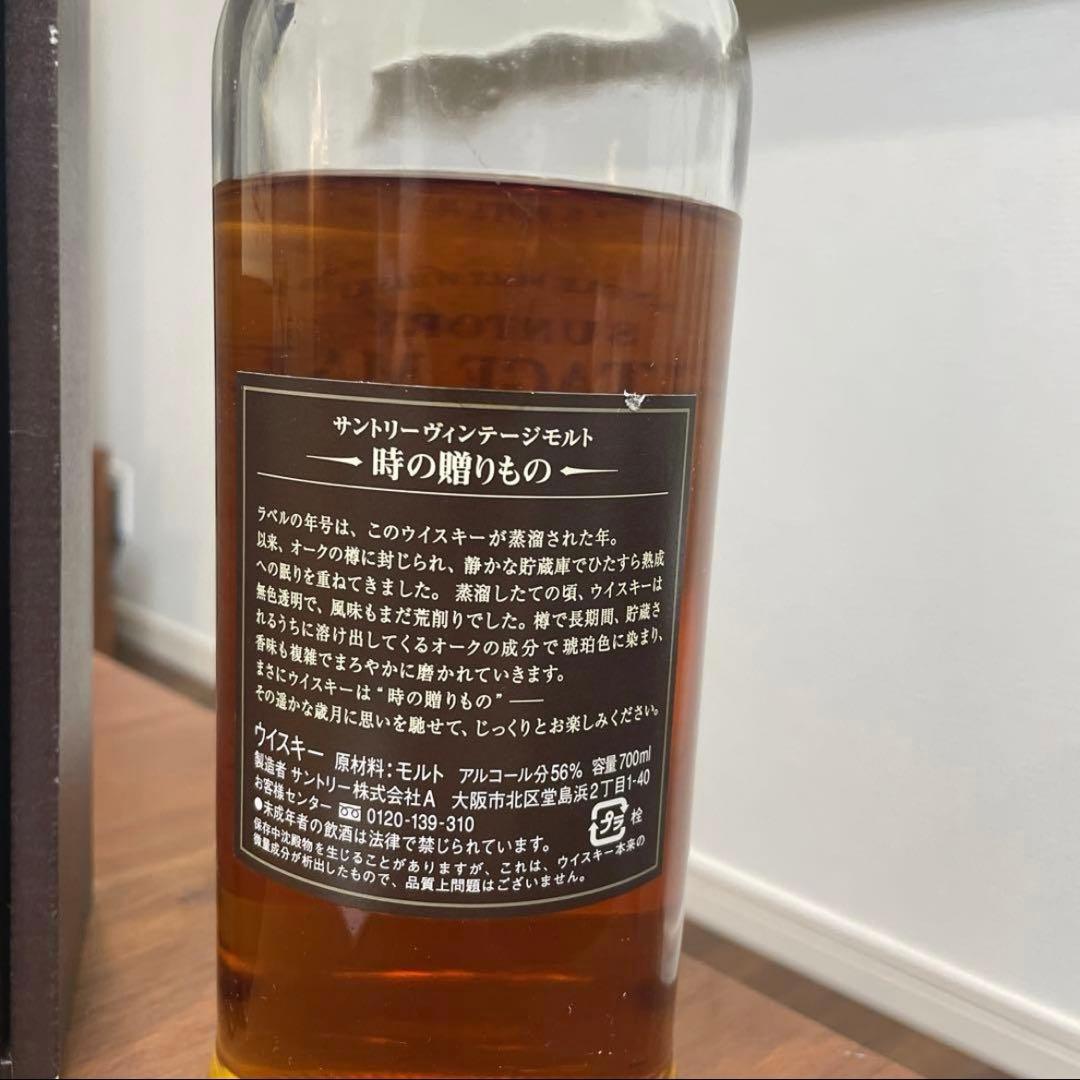 SUNTORY
サントリーヴィンテージモルト
時の贈りもの
ラベルの年号は、このウイスキーが蒸溜された年。
以来、オークの樽に封じられ、静かな貯蔵庫でひたすら熟成
への眠りを重ねてきました。蒸溜したての頃、ウイスキーは
無色透明で、風味もまだ荒削りでした。樽で長期間、貯蔵さ
れるうちに溶け出してくるオークの成分で琥珀色に染まり、
香味も複雑でまろやかに磨かれていきます。
まさにウイスキーは“時の贈りもの”──
その遥かな歳月に思いを馳せて、じっくりとお楽しみください。
ウイスキー 原材料：モルト アルコール分56% 容量700ml
製造者 サントリー株式会社A 大阪市北区堂島浜2丁目1-40
お客様センター 0120-139-310
●未成年者の飲酒は法律で禁じられています。
プラ 栓
保存中沈殿物を生じることがありますが、これは、ウイスキー本来の
微量成分が析出したもので、品質上問題はございません。